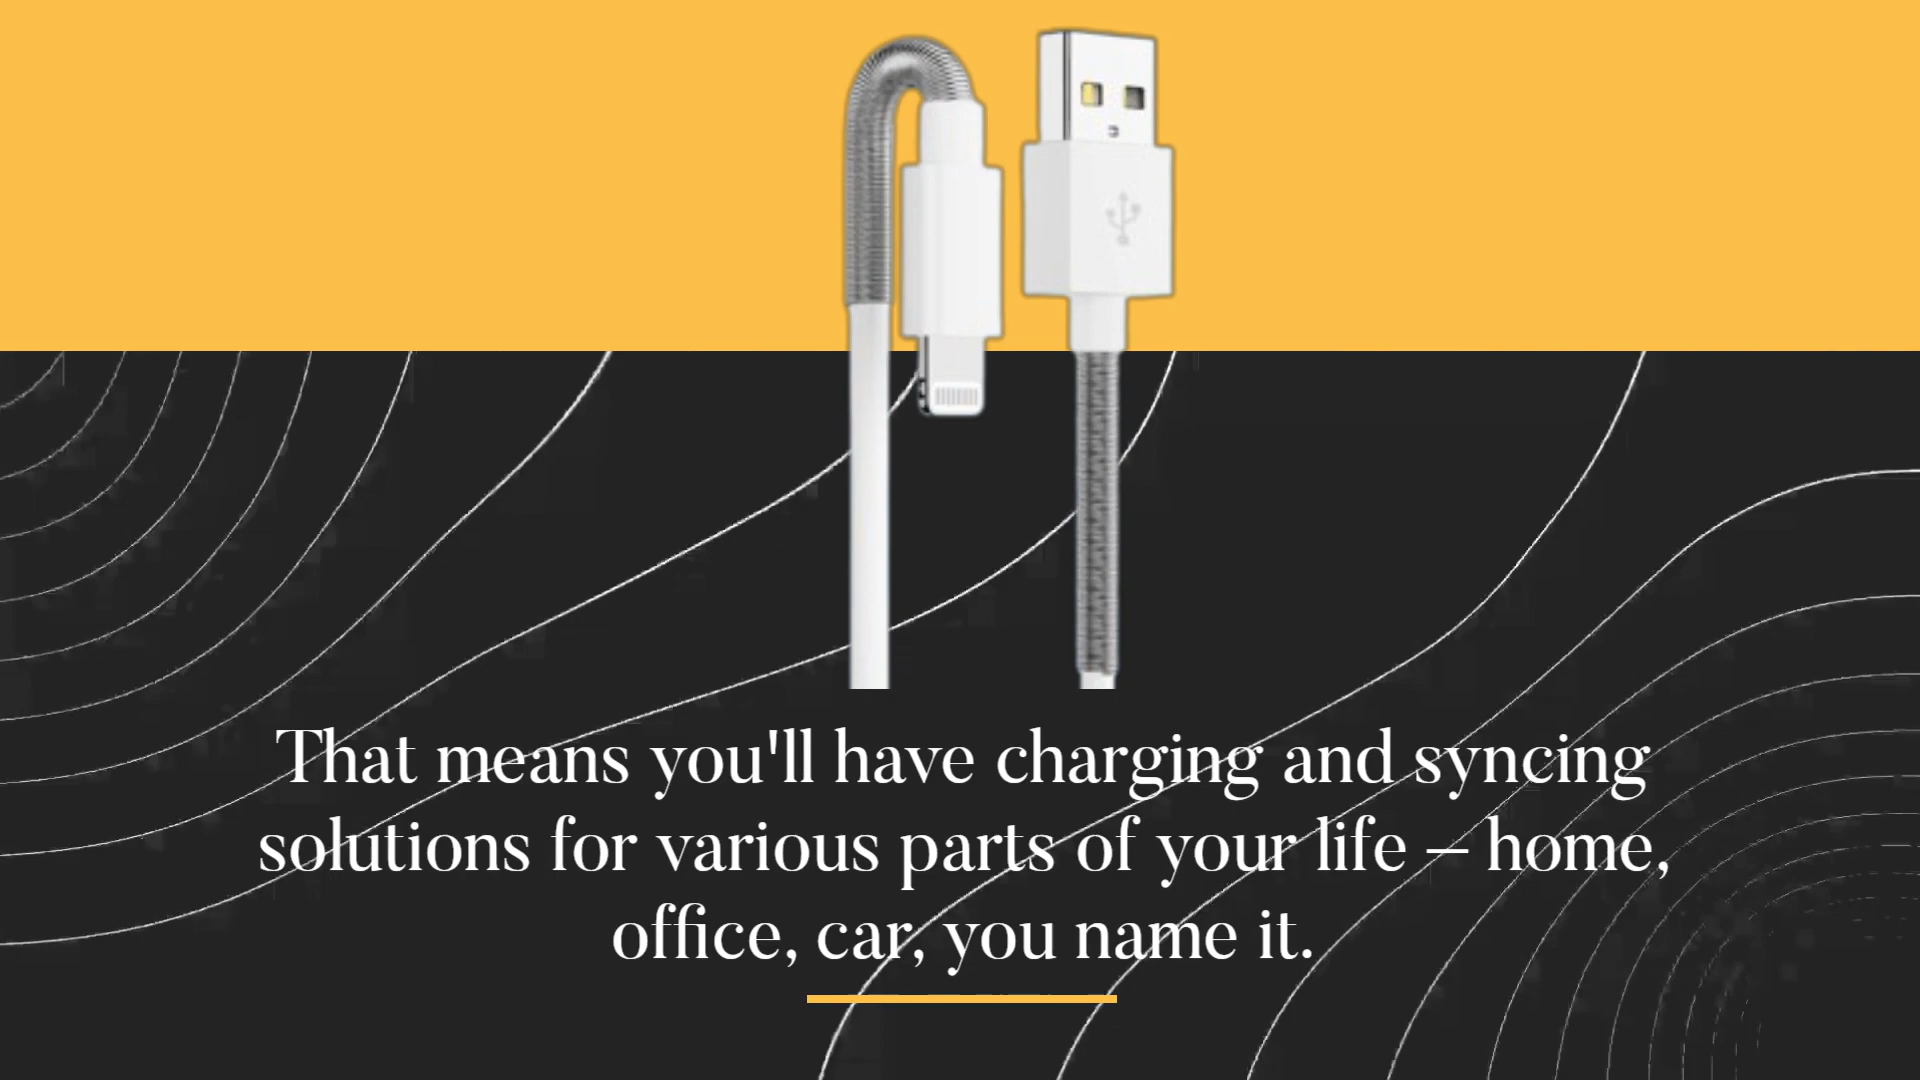 That means you'll have charging and syncing
solutions for various parts of your life – home,
office, car, you name it.